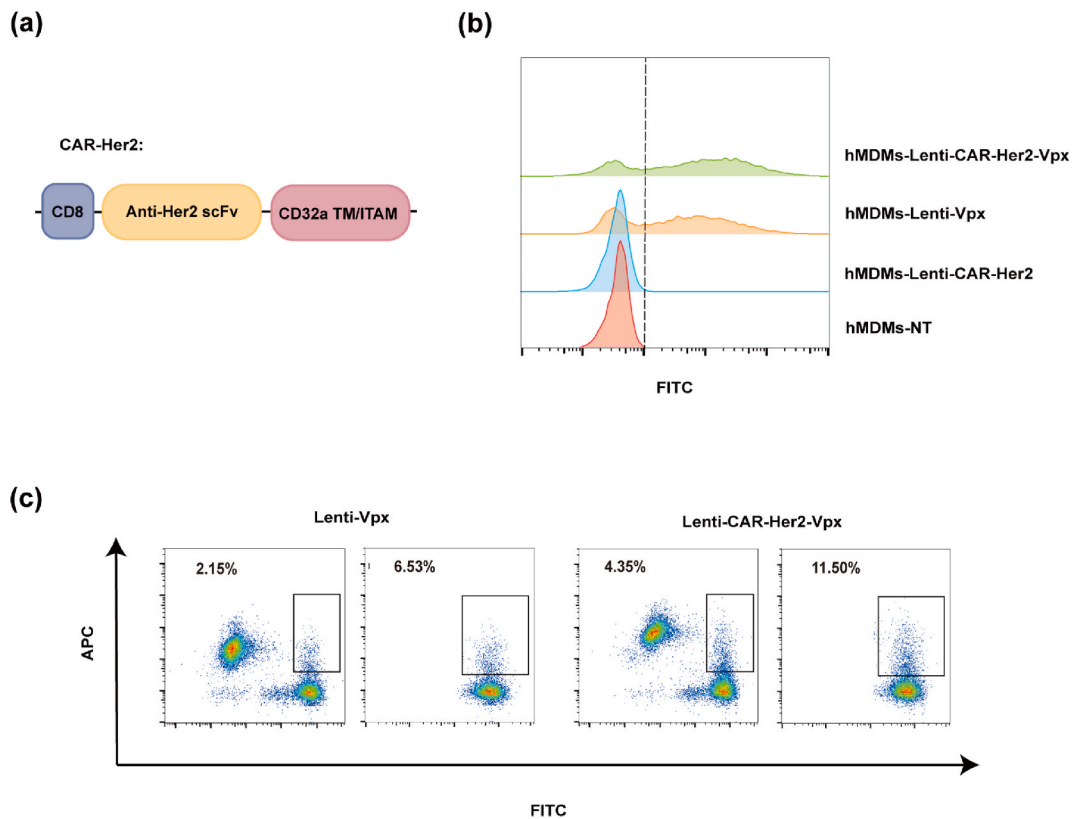 (a)
CAR-Her2:
CD8
Anti-Her2 scFv
CD32a TM/ITAM
(b)
hMDMs-Lenti-CAR-Her2-Vpx
hMDMs-Lenti-Vpx
hMDMs-Lenti-CAR-Her2
hMDMs-NT
FITC
(c)
Lenti-Vpx
Lenti-CAR-Her2-Vpx
2.15%
6.53%
4.35%
11.50%
APC
FITC